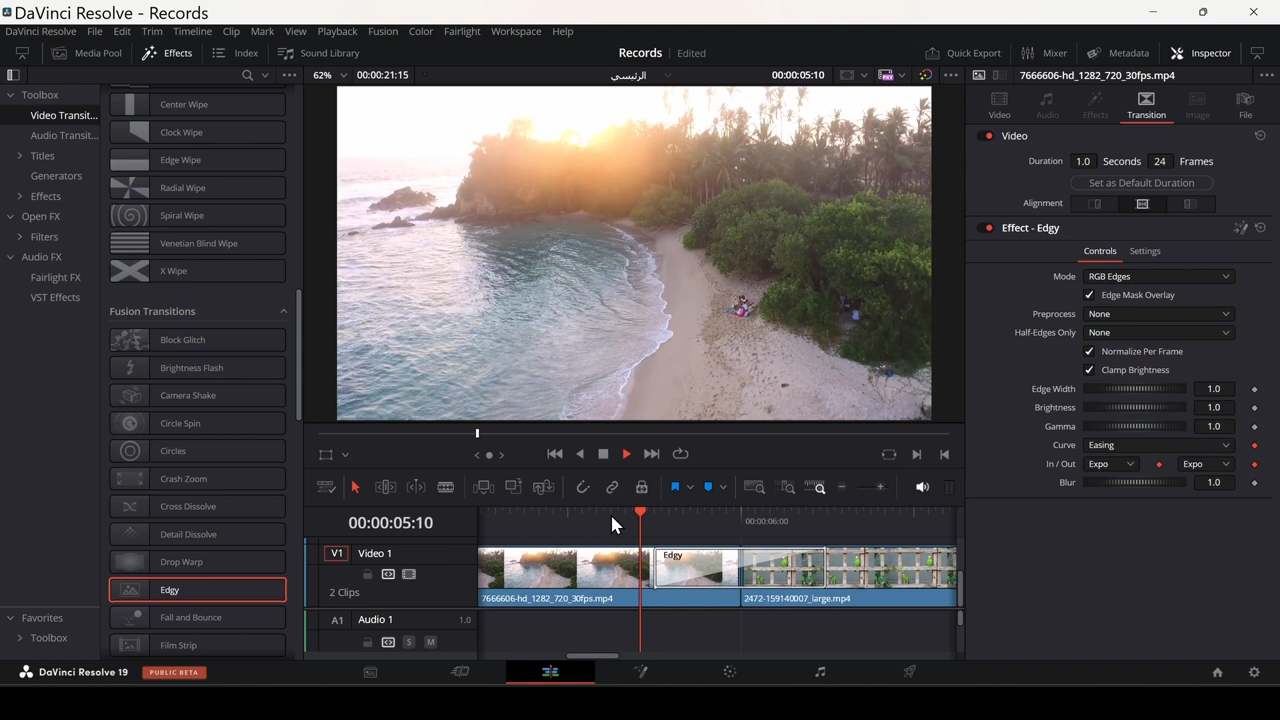 DaVinci Resolve - Records
DaVinci Resolve File Edit Trim Timeline Clip Mark View Playback Fusion Color Fairlight Workspace Help
Media Pool Effects Index Sound Library Records Edited Quick Export Mixer Metadata Inspector
62% 00:00:21:15 الرئيسي 00:00:05:10 7666606-hd_1282_720_30fps.mp4
Toolbox
Video Transit...
Audio Transit...
Titles
Generators
Effects
Open FX
Filters
Audio FX
Fairlight FX
VST Effects
Favorites
Toolbox
Center Wipe
Clock Wipe
Edge Wipe
Radial Wipe
Spiral Wipe
Venetian Blind Wipe
X Wipe
Fusion Transitions
Block Glitch
Brightness Flash
Camera Shake
Circle Spin
Circles
Crash Zoom
Cross Dissolve
Detail Dissolve
Drop Warp
Edgy
Fall and Bounce
Film Strip
00:00:05:10
00:00:06:00
V1 Video 1
2 Clips
Edgy
7666606-hd_1282_720_30fps.mp4
2472-159140007_large.mp4
A1 Audio 1 1.0
S M
Video Audio Effects Transition Image File
Video
Duration 1.0 Seconds 24 Frames
Set as Default Duration
Alignment
Effect - Edgy
Controls Settings
Mode RGB Edges
Edge Mask Overlay
Preprocess None
Half-Edges Only None
Normalize Per Frame
Clamp Brightness
Edge Width 1.0
Brightness 1.0
Gamma 1.0
Curve Easing
In / Out Expo Expo
Blur 1.0
DaVinci Resolve 19 PUBLIC BETA